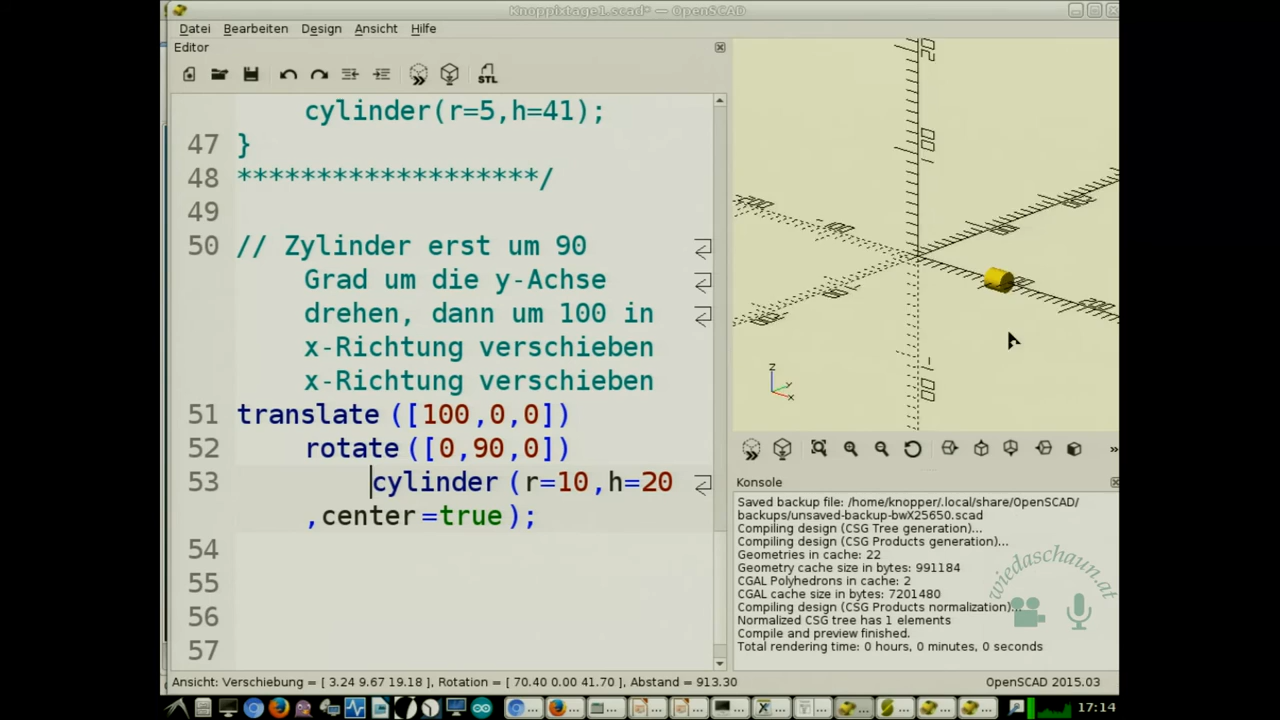 Knoppixtage1.scad* — OpenSCAD
Datei Bearbeiten Design Ansicht Hilfe
Editor
STL
cylinder(r=5,h=41);
47 }
48 *******************/
49
50 // Zylinder erst um 90
Grad um die y-Achse
drehen, dann um 100 in
x-Richtung verschieben
x-Richtung verschieben
51 translate ([100,0,0])
52 rotate ([0,90,0])
53 cylinder (r=10,h=20
,center=true);
54
55
56
57
z
y
x
»
Konsole
Saved backup file: /home/knopper/.local/share/OpenSCAD/
backups/unsaved-backup-bwX25650.scad
Compiling design (CSG Tree generation)...
Compiling design (CSG Products generation)...
Geometries in cache: 22
Geometry cache size in bytes: 991184
CGAL Polyhedrons in cache: 2
CGAL cache size in bytes: 7201480
Compiling design (CSG Products normalization)...
Normalized CSG tree has 1 elements
Compile and preview finished.
Total rendering time: 0 hours, 0 minutes, 0 seconds
wiedaschaun.at
Ansicht: Verschiebung = [ 3.24 9.67 19.18 ], Rotation = [ 70.40 0.00 41.70 ], Abstand = 913.30
OpenSCAD 2015.03
17:14